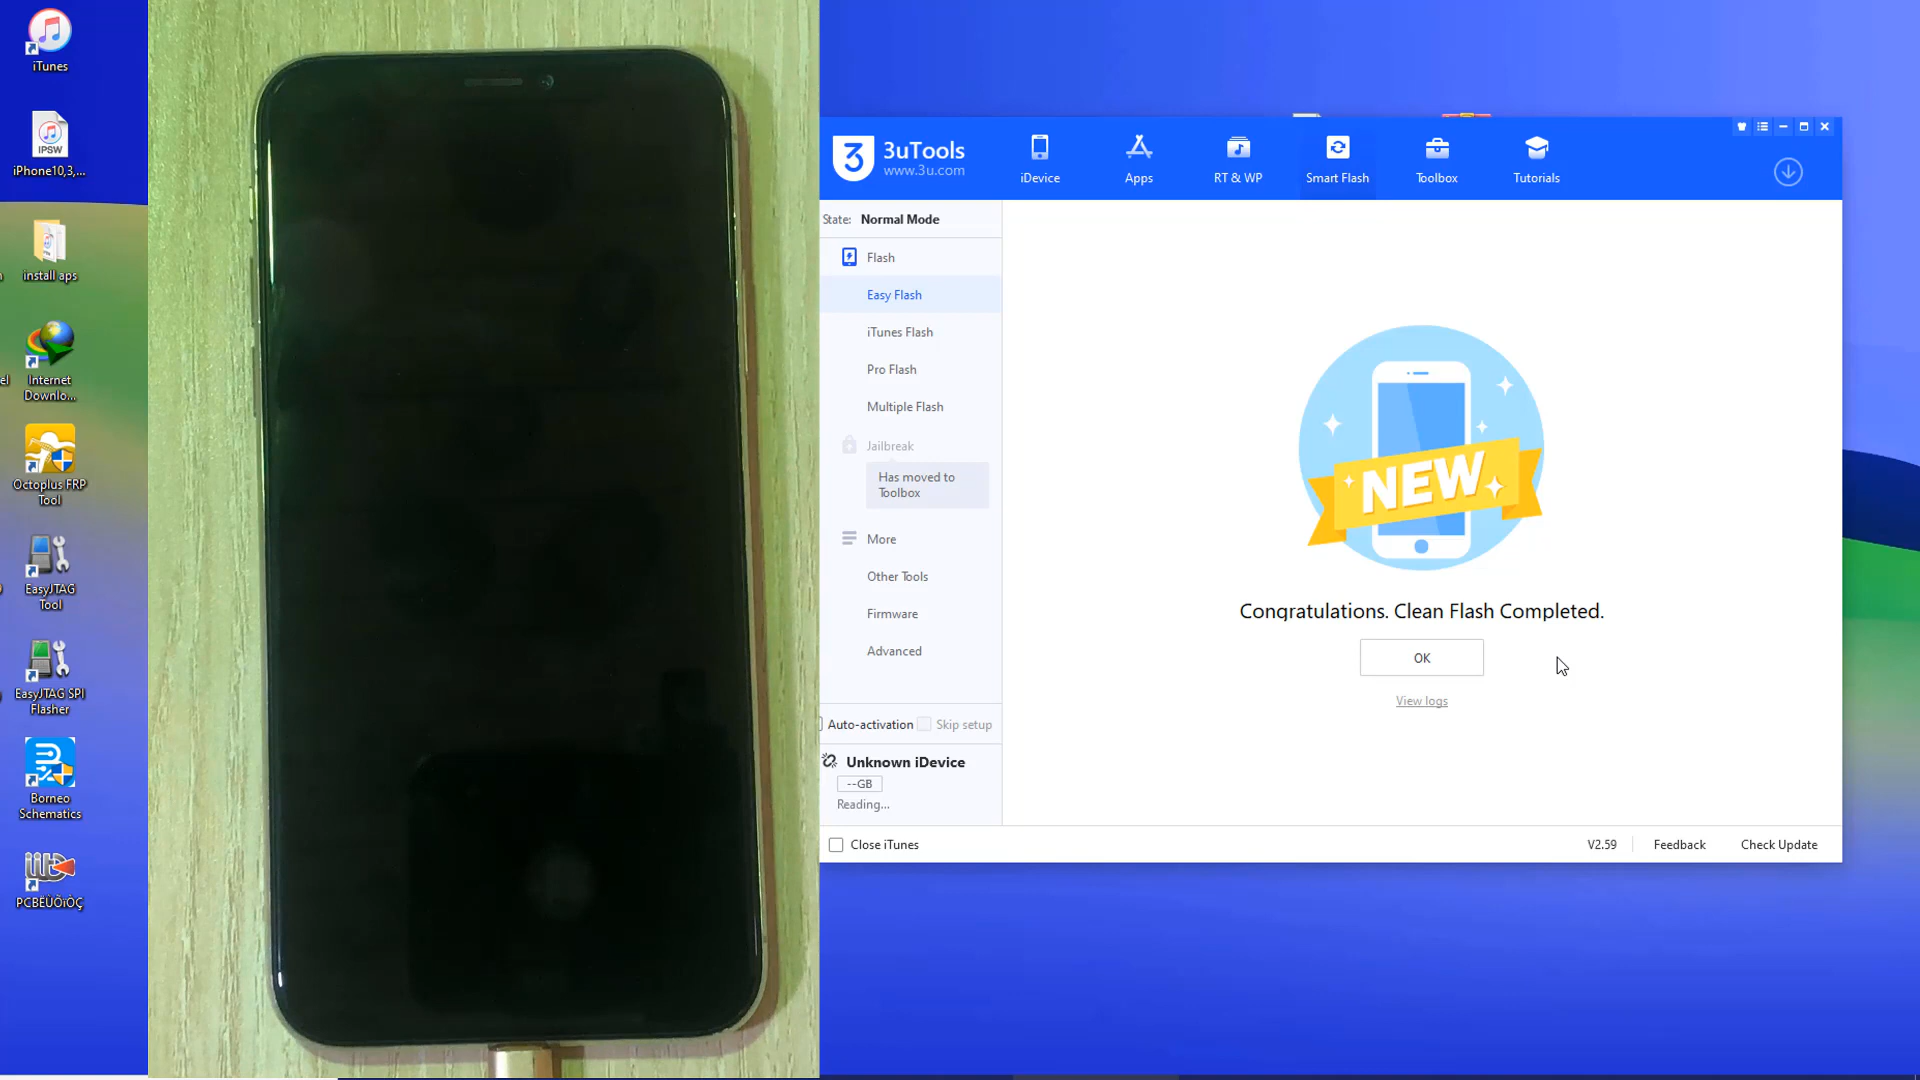 iTunes
IPSW
iPhone10,3,...
install aps
Internet
Downlo...
Octoplus FRP
Tool
EasyJTAG
Tool
EasyJTAG SPI
Flasher
Borneo
Schematics
PCBEÙÕïÓÇ
3
3uTools
www.3u.com
iDevice
Apps
RT & WP
Smart Flash
Toolbox
Tutorials
State: Normal Mode
Flash
Easy Flash
iTunes Flash
Pro Flash
Multiple Flash
Jailbreak
Has moved to
Toolbox
More
Other Tools
Firmware
Advanced
Auto-activation Skip setup
Unknown iDevice
--GB
Reading...
NEW
Congratulations. Clean Flash Completed.
OK
View logs
Close iTunes
V2.59
Feedback
Check Update